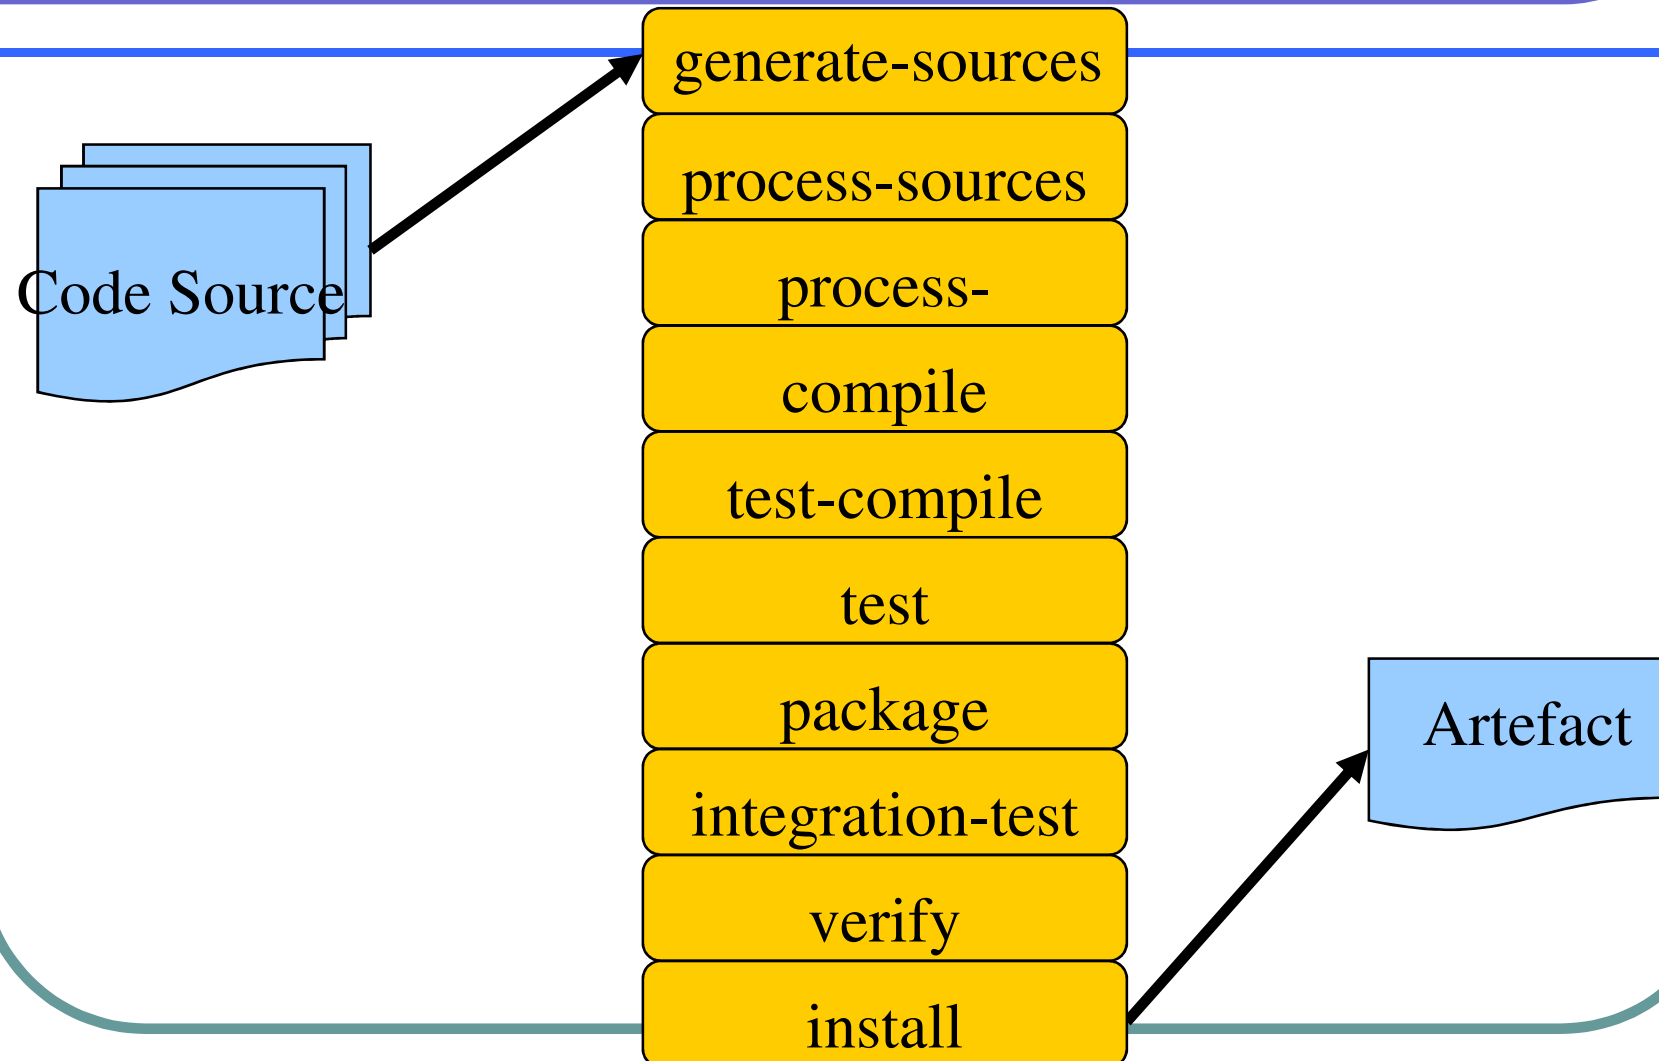 generate-sources
process-sources
Code Source
process-
compile
test-compile
test
package
Artefact
integration-test
verify
install